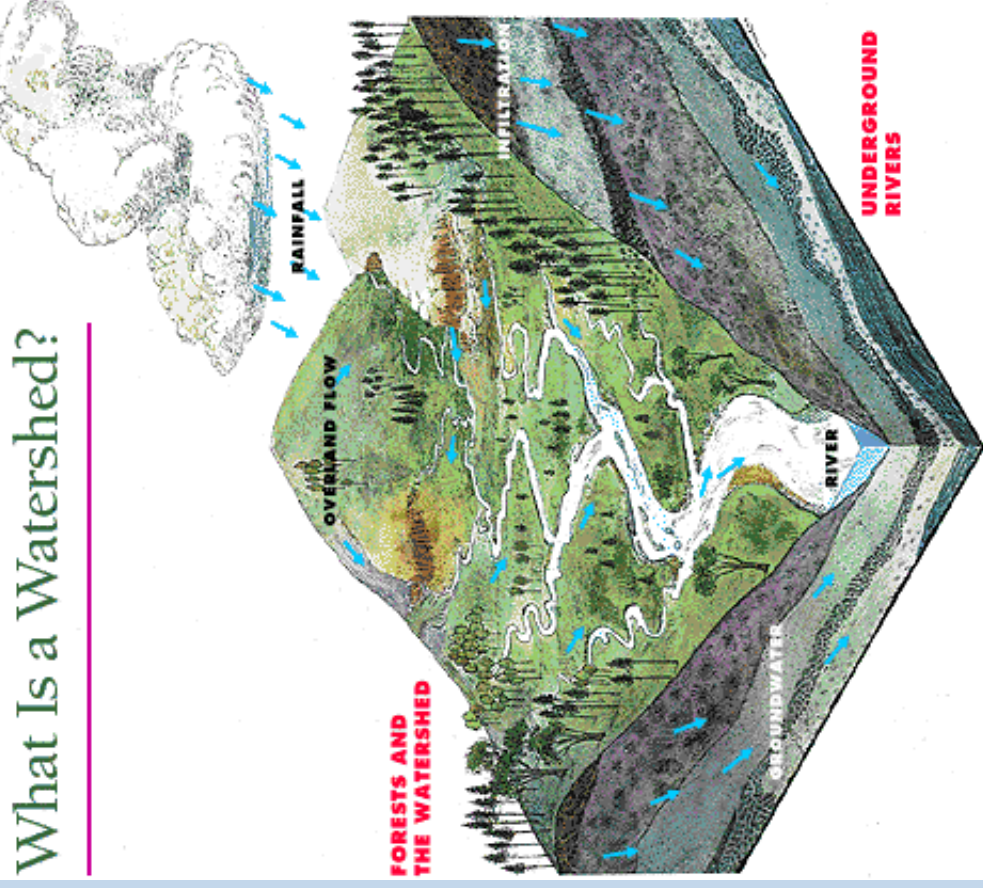 What Is a Watershed?
RAINFALL
OVERLAND FLOW
INFILTRATION
FORESTS AND
THE WATERSHED
UNDERGROUND
RIVERS
RIVER
GROUNDWATER